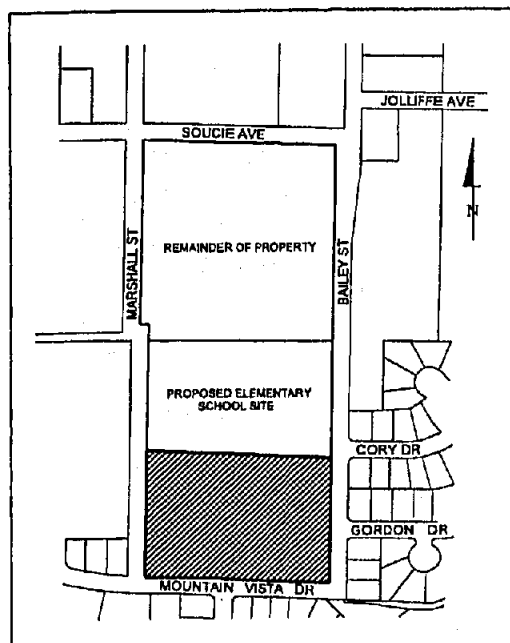 JOLLIFFE AVE
SOUCIE AVE
N
MARSHALL ST
BAILEY ST
REMAINDER OF PROPERTY
PROPOSED ELEMENTARY
SCHOOL SITE
CORY DR
GORDON DR
MOUNTAIN VISTA DR